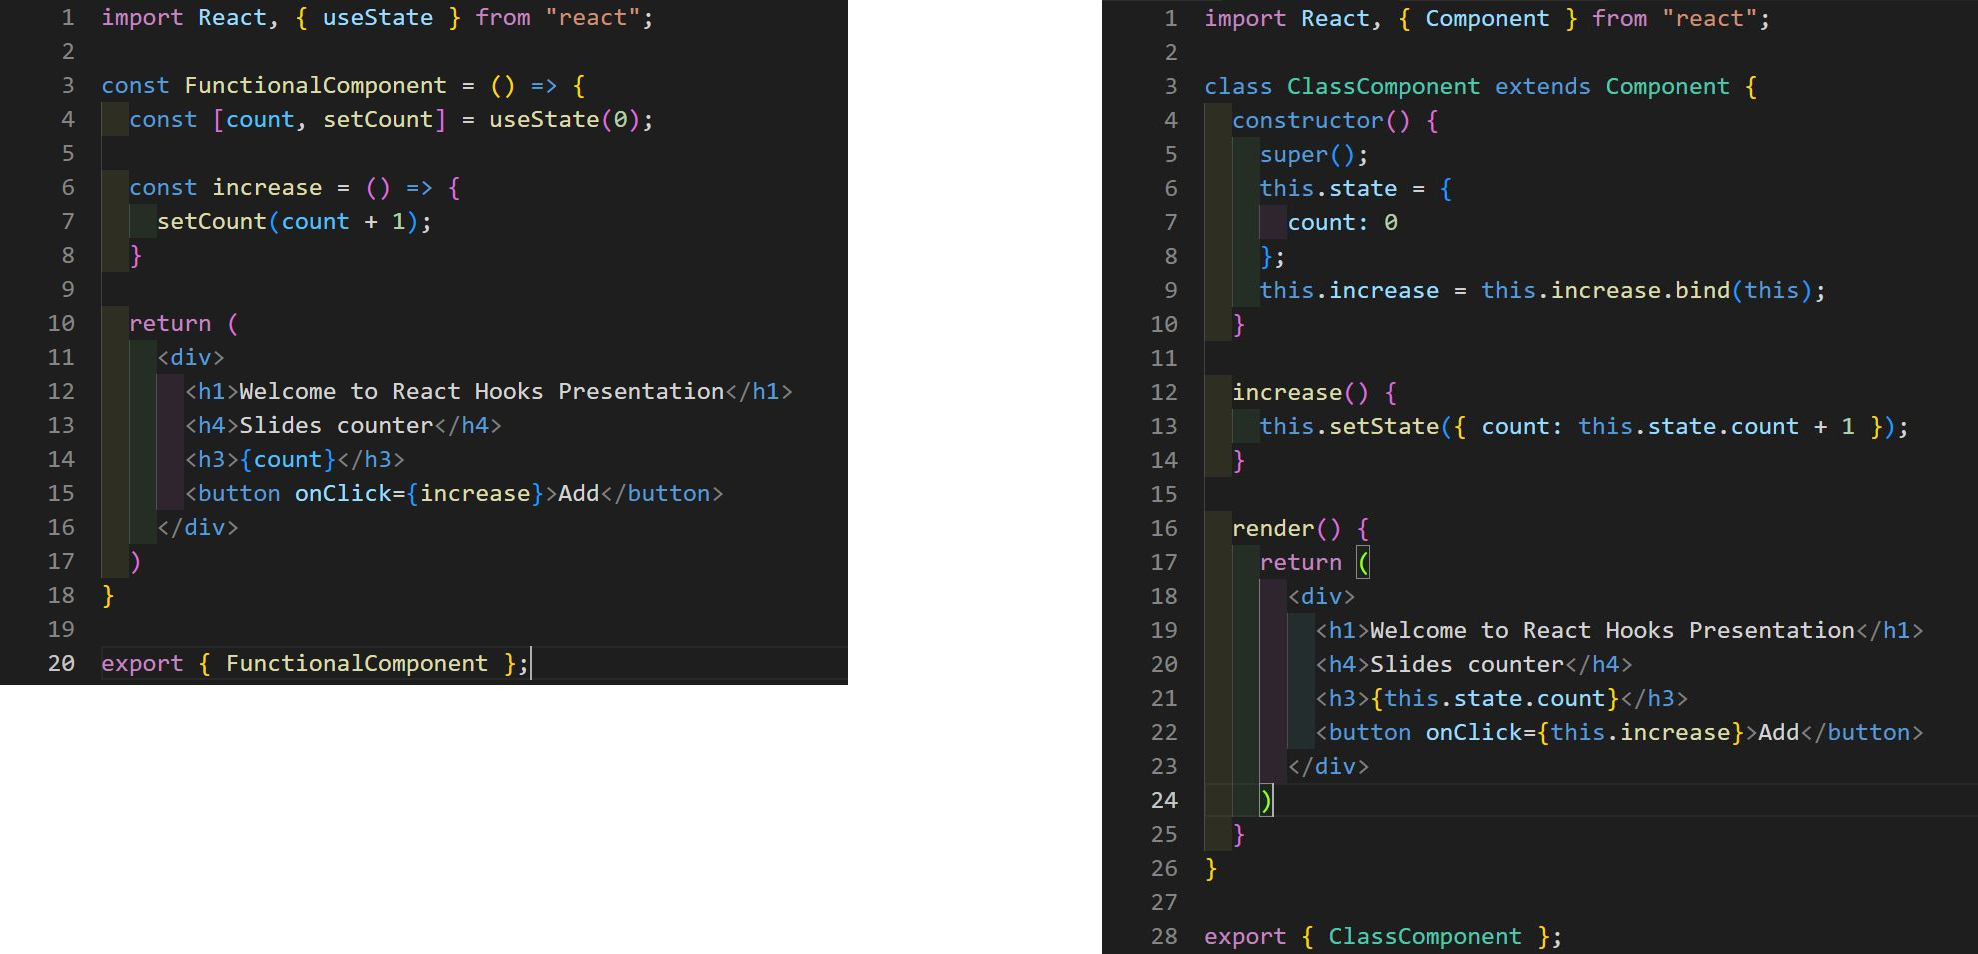 1 import React, { useState } from "react";
2
3 const FunctionalComponent = () => {
4   const [count, setCount] = useState(0);
5
6   const increase = () => {
7     setCount(count + 1);
8   }
9
10   return (
11     <div>
12       <h1>Welcome to React Hooks Presentation</h1>
13       <h4>Slides counter</h4>
14       <h3>{count}</h3>
15       <button onClick={increase}>Add</button>
16     </div>
17   )
18 }
19
20 export { FunctionalComponent };
1 import React, { Component } from "react";
2
3 class ClassComponent extends Component {
4   constructor() {
5     super();
6     this.state = {
7       count: 0
8     };
9     this.increase = this.increase.bind(this);
10   }
11
12   increase() {
13     this.setState({ count: this.state.count + 1 });
14   }
15
16   render() {
17     return (
18       <div>
19         <h1>Welcome to React Hooks Presentation</h1>
20         <h4>Slides counter</h4>
21         <h3>{this.state.count}</h3>
22         <button onClick={this.increase}>Add</button>
23       </div>
24     )
25   }
26 }
27
28 export { ClassComponent };